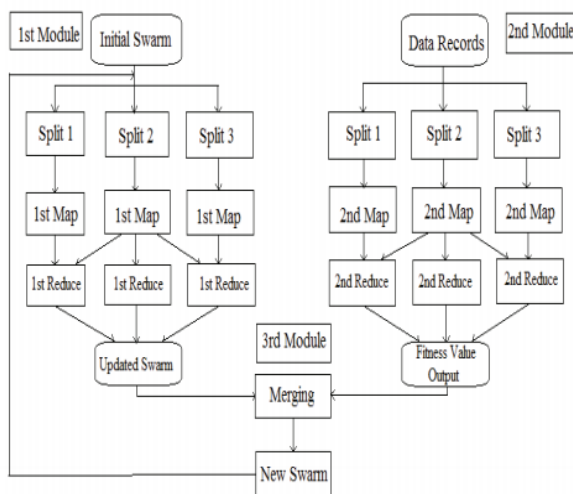 1st Module
Initial Swarm
Data Records
2nd Module
Split 1
Split 2
Split 3
Split 1
Split 2
Split 3
1st Map
1st Map
1st Map
2nd Map
2nd Map
2nd Map
1st Reduce
1st Reduce
1st Reduce
2nd Reduce
2nd Reduce
2nd Reduce
3rd Module
Updated Swarm
Fitness Value
Output
Merging
New Swarm